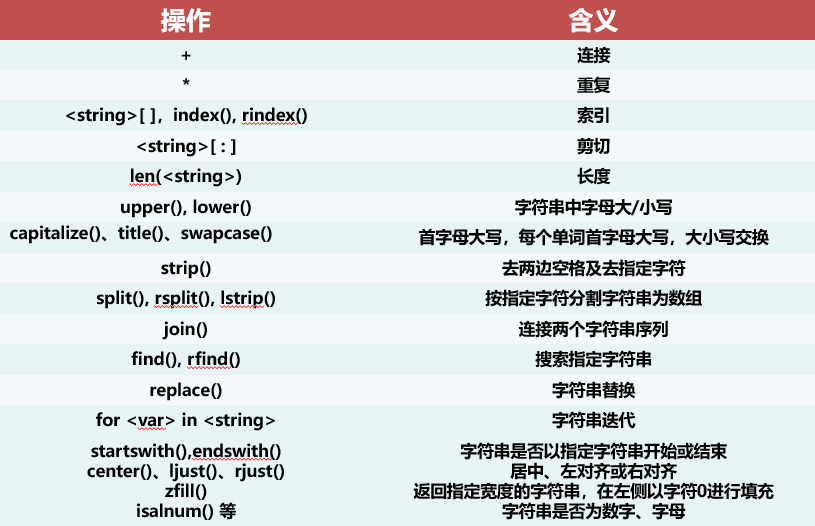 操作 含义
+ 连接
* 重复
<string>[ ]，index(), rindex() 索引
<string>[ : ] 剪切
len(<string>) 长度
upper(), lower() 字符串中字母大/小写
capitalize()、title()、swapcase() 首字母大写，每个单词首字母大写，大小写交换
strip() 去两边空格及去指定字符
split(), rsplit(), lstrip() 按指定字符分割字符串为数组
join() 连接两个字符串序列
find(), rfind() 搜索指定字符串
replace() 字符串替换
for <var> in <string> 字符串迭代
startswith(),endswith() 字符串是否以指定字符串开始或结束
center()、ljust()、rjust() 居中、左对齐或右对齐
zfill() 返回指定宽度的字符串，在左侧以字符0进行填充
isalnum() 等 字符串是否为数字、字母